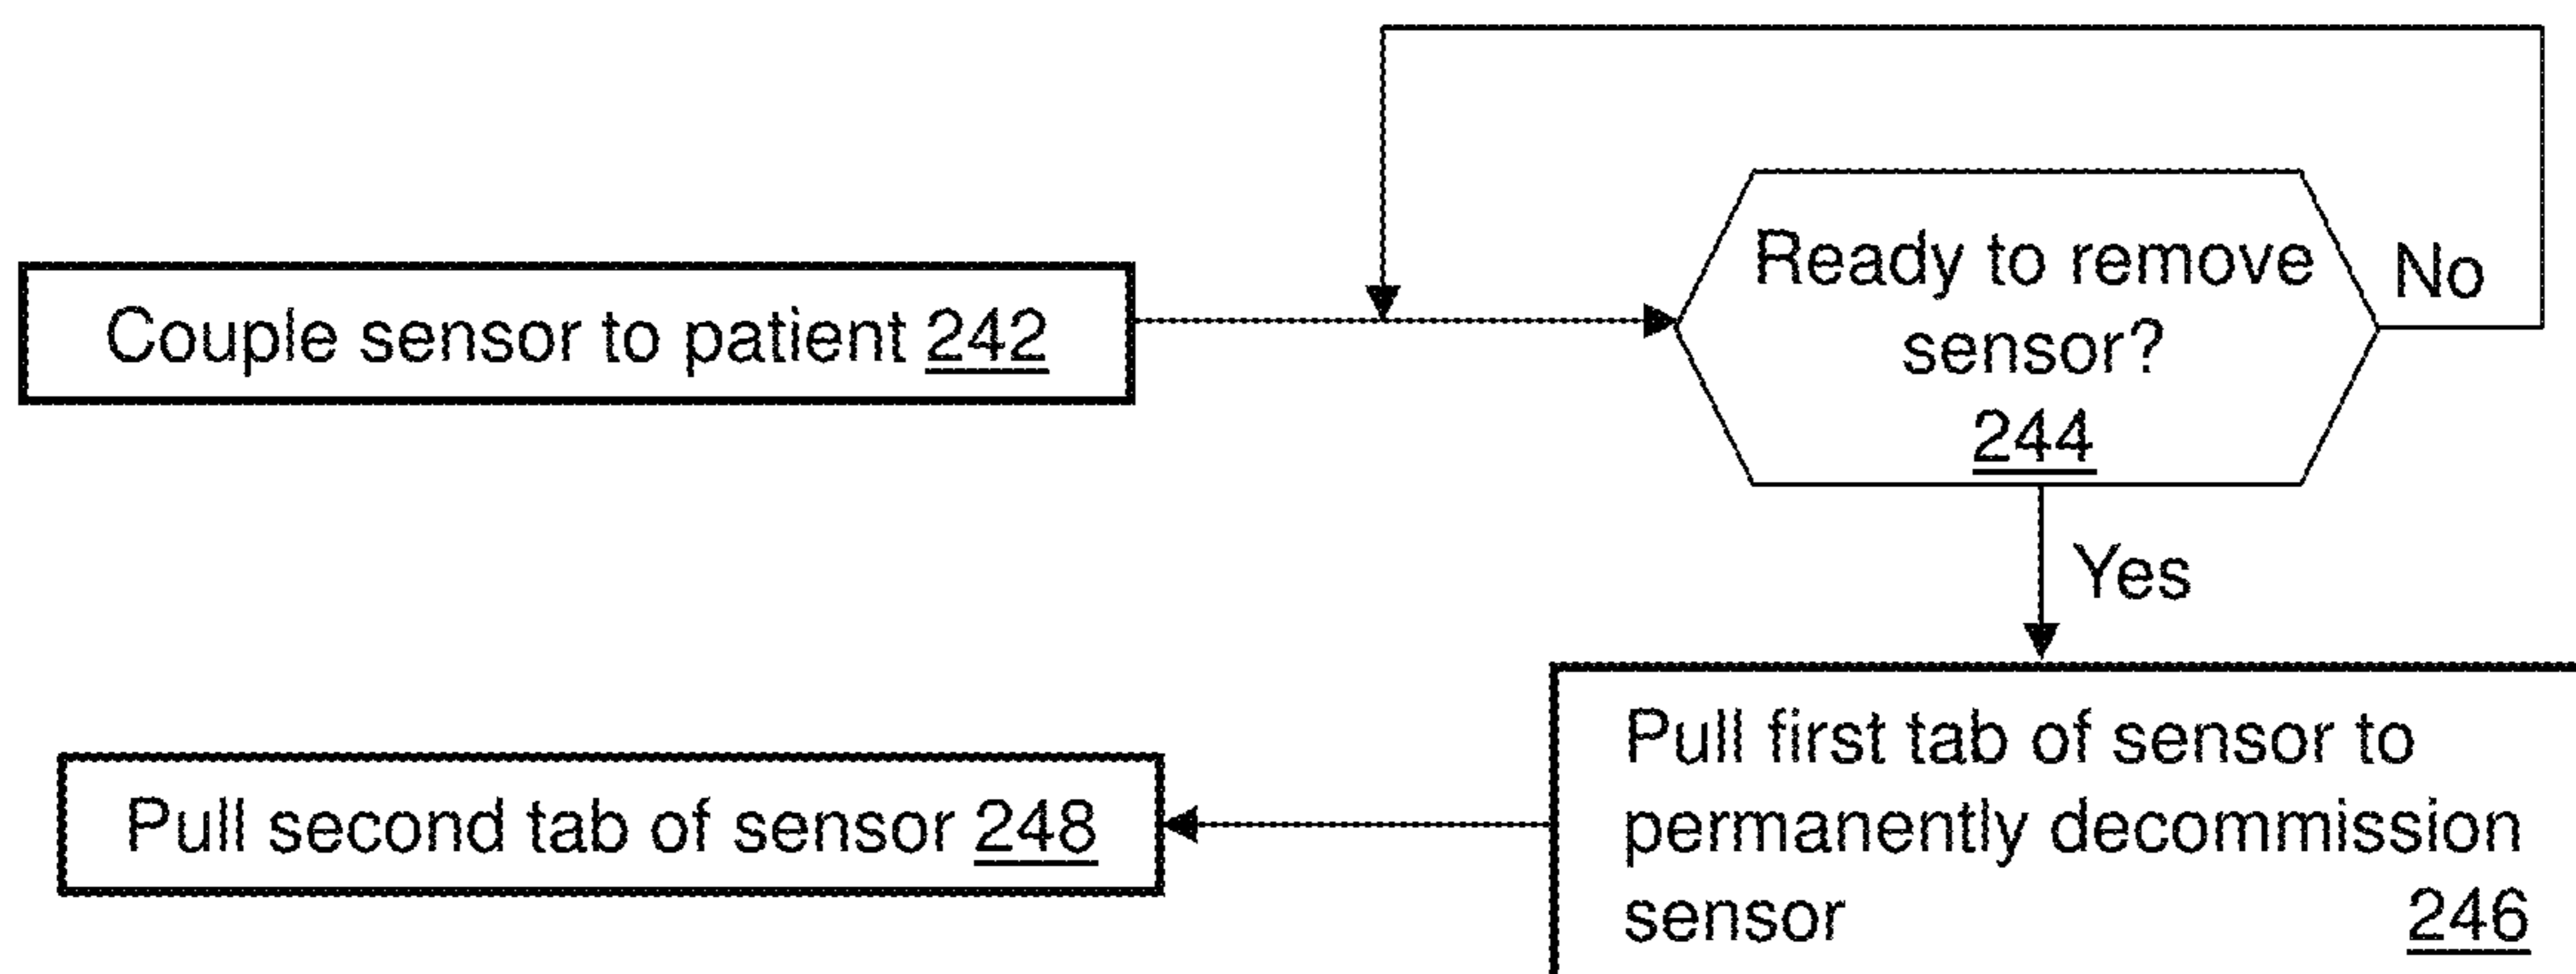 Couple sensor to patient 242
Ready to remove
sensor?
244
No
Yes
Pull first tab of sensor to
permanently decommission
sensor 246
Pull second tab of sensor 248